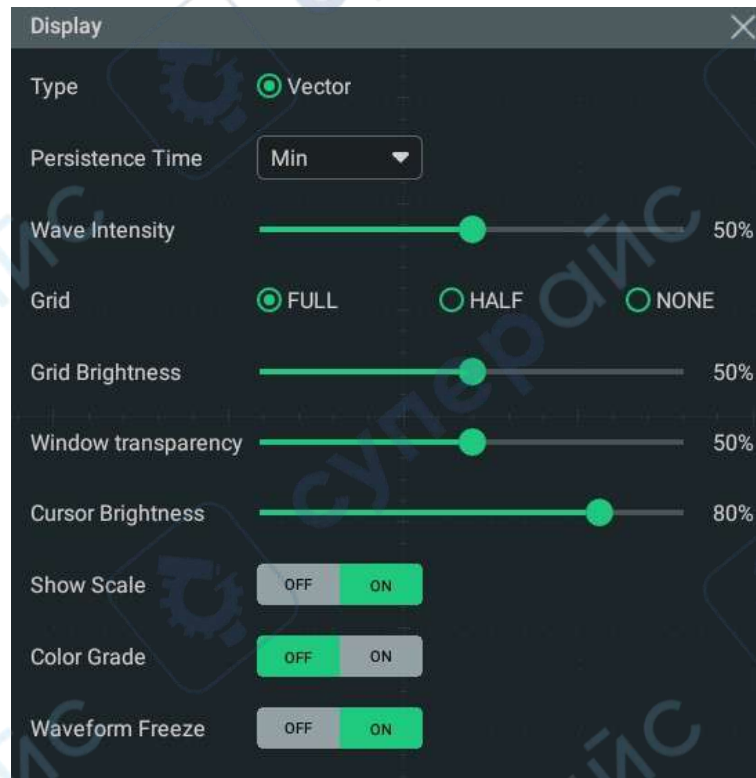 Display
Type Vector
Persistence Time Min
Wave Intensity 50%
Grid FULL HALF NONE
Grid Brightness 50%
Window transparency 50%
Cursor Brightness 80%
Show Scale OFF ON
Color Grade OFF ON
Waveform Freeze OFF ON
суперайс